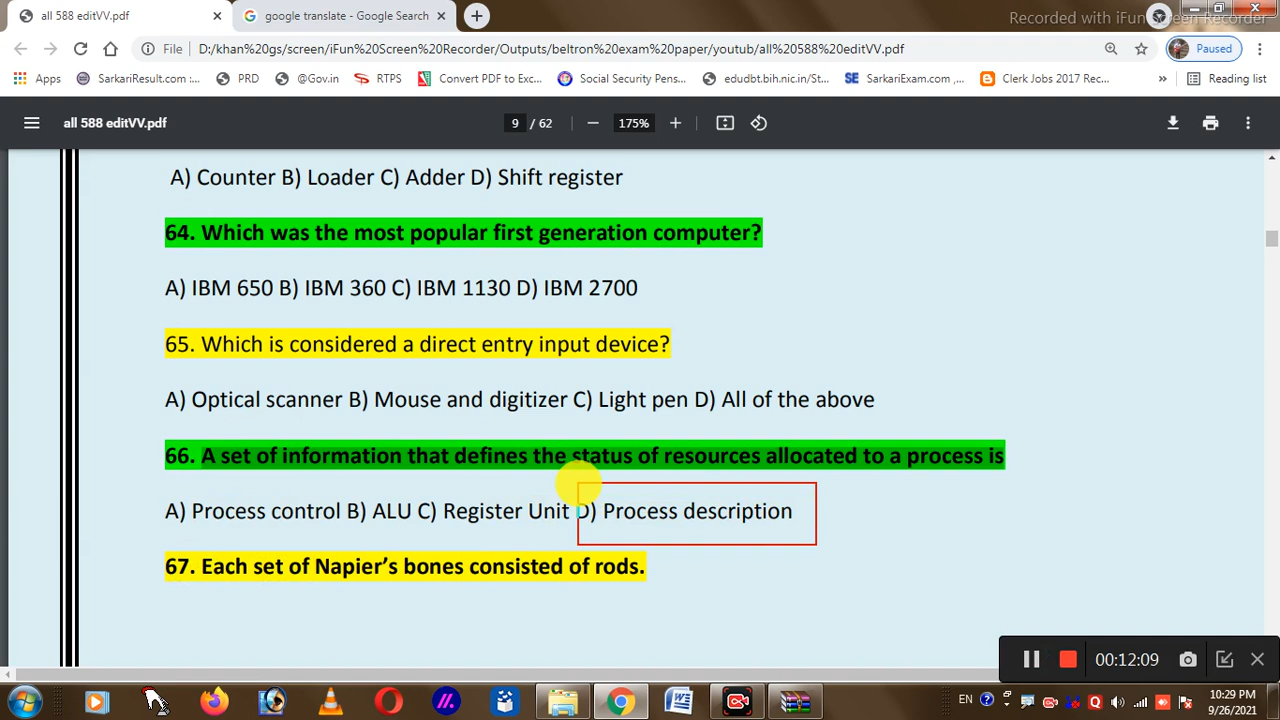 all 588 editVV.pdf
google translate - Google Search
Recorded with iFun Screen Recorder
File
D:/khan%20gs/screen/iFun%20Screen%20Recorder/Outputs/beltron%20exam%20paper/youtub/all%20588%20editVV.pdf
Paused
Apps
SarkariResult.com :...
PRD
@Gov.in
RTPS
Convert PDF to Exc...
Social Security Pens...
edudbt.bih.nic.in/St...
SarkariExam.com ,...
Clerk Jobs 2017 Rec...
»
Reading list
all 588 editVV.pdf
9 / 62
175%
A) Counter B) Loader C) Adder D) Shift register
64. Which was the most popular first generation computer?
A) IBM 650 B) IBM 360 C) IBM 1130 D) IBM 2700
65. Which is considered a direct entry input device?
A) Optical scanner B) Mouse and digitizer C) Light pen D) All of the above
66. A set of information that defines the status of resources allocated to a process is
A) Process control B) ALU C) Register Unit D) Process description
67. Each set of Napier’s bones consisted of rods.
00:12:09
EN
10:29 PM
9/26/2021